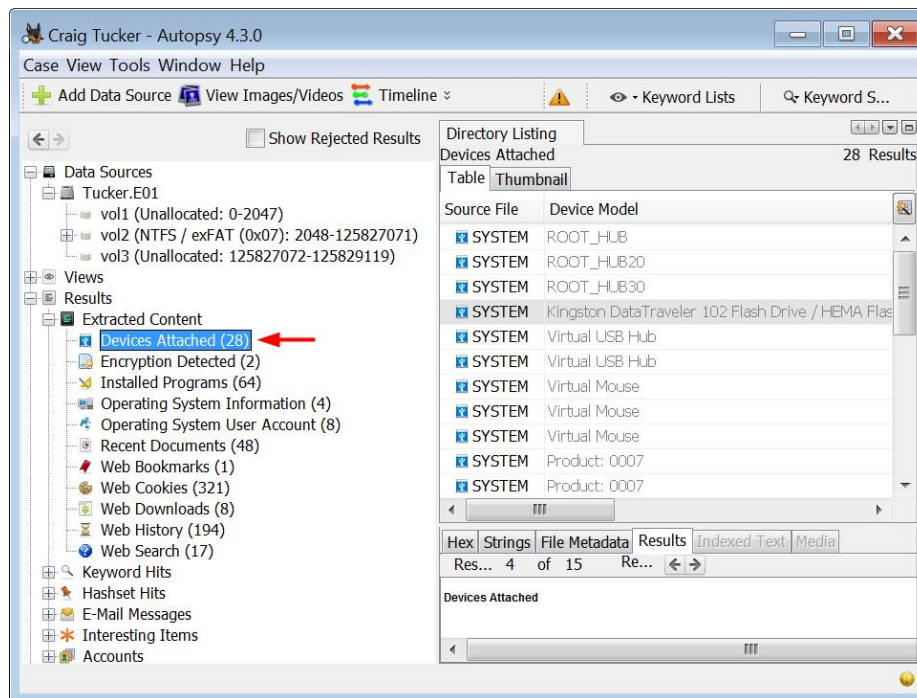 Craig Tucker - Autopsy 4.3.0
Case View Tools Window Help
Add Data Source View Images/Videos Timeline Keyword Lists Keyword S...
Show Rejected Results
Data Sources
Tucker.E01
vol1 (Unallocated: 0-2047)
vol2 (NTFS / exFAT (0x07): 2048-125827071)
vol3 (Unallocated: 125827072-125829119)
Views
Results
Extracted Content
Devices Attached (28)
Encryption Detected (2)
Installed Programs (64)
Operating System Information (4)
Operating System User Account (8)
Recent Documents (48)
Web Bookmarks (1)
Web Cookies (321)
Web Downloads (8)
Web History (194)
Web Search (17)
Keyword Hits
Hashset Hits
E-Mail Messages
Interesting Items
Accounts
Directory Listing
Devices Attached 28 Results
Table Thumbnail
Source File Device Model
SYSTEM ROOT_HUB
SYSTEM ROOT_HUB20
SYSTEM ROOT_HUB30
SYSTEM Kingston DataTraveler 102 Flash Drive / HEMA Flas
SYSTEM Virtual USB Hub
SYSTEM Virtual USB Hub
SYSTEM Virtual Mouse
SYSTEM Virtual Mouse
SYSTEM Virtual Mouse
SYSTEM Product: 0007
SYSTEM Product: 0007
Hex Strings File Metadata Results Indexed Text Media
Res... 4 of 15 Re...
Devices Attached